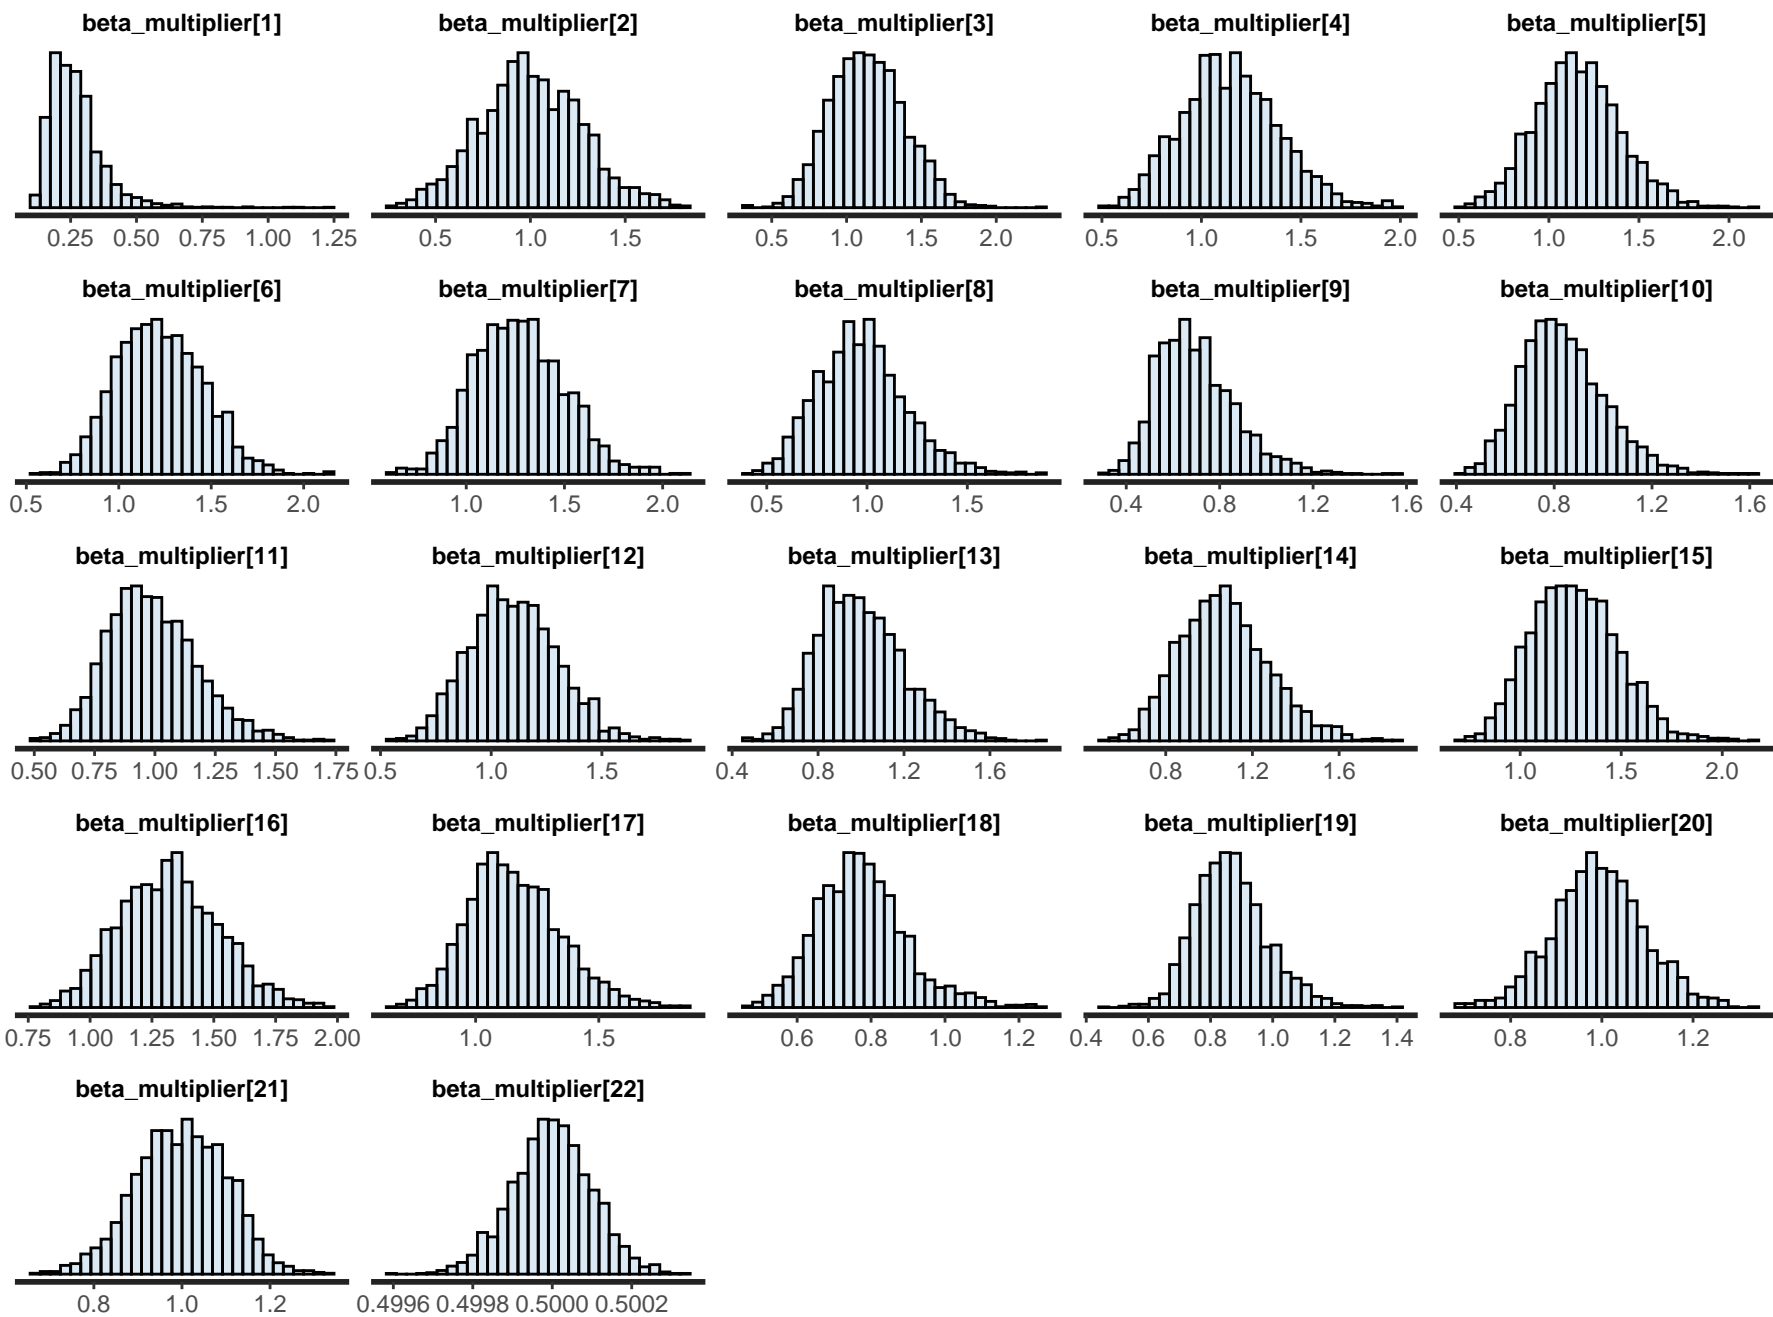 beta_multiplier[1] beta_multiplier[2] beta_multiplier[3] beta_multiplier[4] beta_multiplier[5]
0.25 0.50 0.75 1.00 1.25 0.5 1.0 1.5 0.5 1.0 1.5 2.0 0.5 1.0 1.5 2.0 0.5 1.0 1.5 2.0
beta_multiplier[6] beta_multiplier[7] beta_multiplier[8] beta_multiplier[9] beta_multiplier[10]
0.5 1.0 1.5 2.0 1.0 1.5 2.0 0.5 1.0 1.5 0.4 0.8 1.2 1.6 0.4 0.8 1.2 1.6
beta_multiplier[11] beta_multiplier[12] beta_multiplier[13] beta_multiplier[14] beta_multiplier[15]
0.50 0.75 1.00 1.25 1.50 1.75 0.5 1.0 1.5 0.4 0.8 1.2 1.6 0.8 1.2 1.6 1.0 1.5 2.0
beta_multiplier[16] beta_multiplier[17] beta_multiplier[18] beta_multiplier[19] beta_multiplier[20]
0.75 1.00 1.25 1.50 1.75 2.00 1.0 1.5 0.6 0.8 1.0 1.2 0.4 0.6 0.8 1.0 1.2 1.4 0.8 1.0 1.2
beta_multiplier[21] beta_multiplier[22]
0.8 1.0 1.2 0.4996 0.4998 0.5000 0.5002